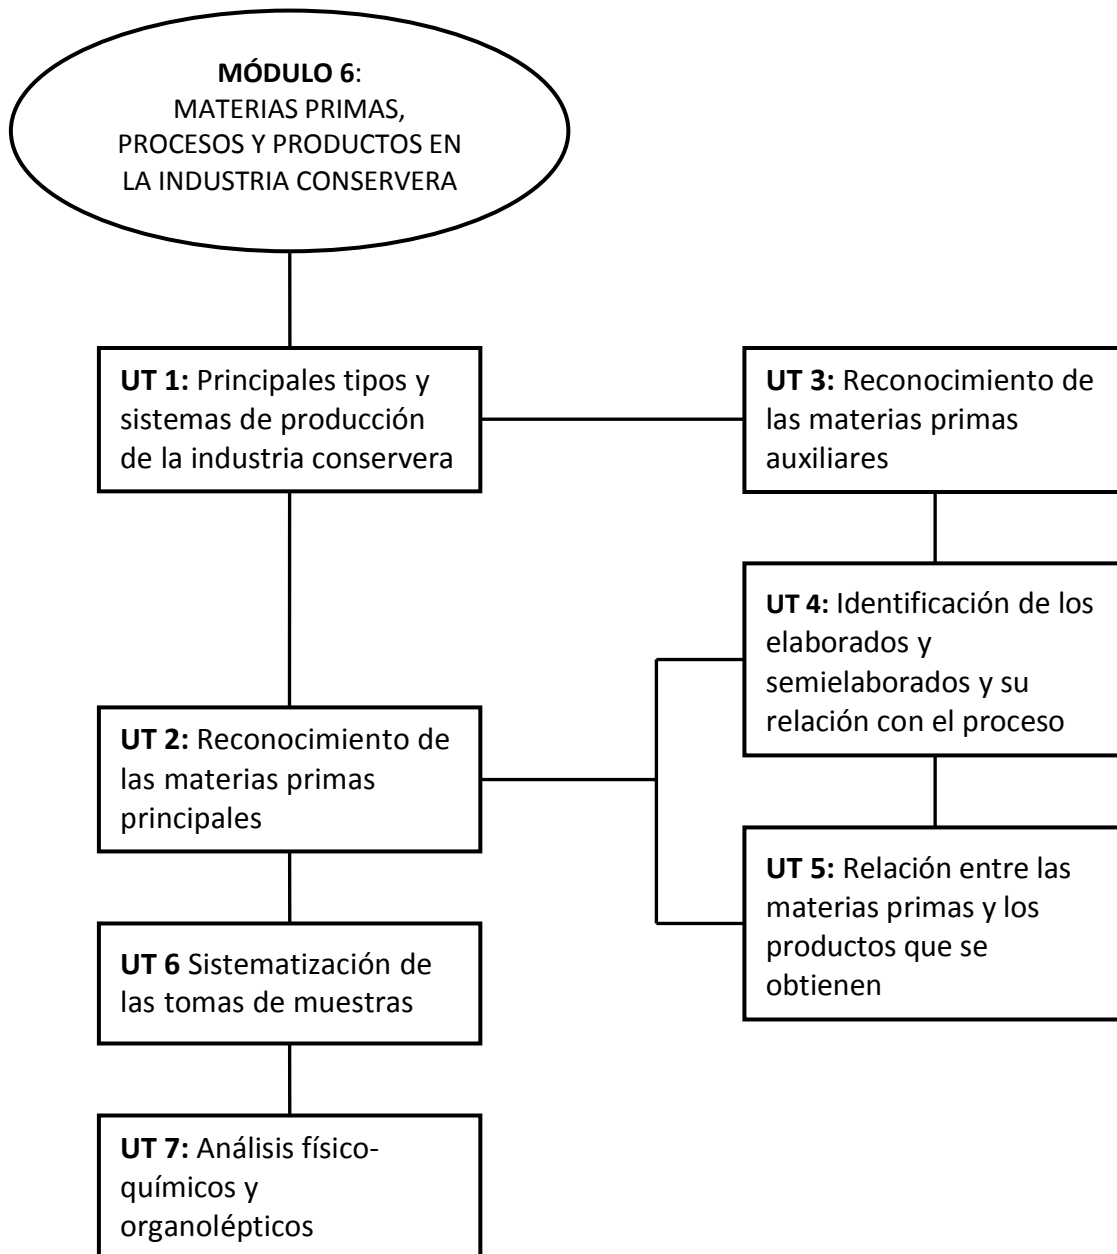 MÓDULO 6:
MATERIAS PRIMAS,
PROCESOS Y PRODUCTOS EN
LA INDUSTRIA CONSERVERA
UT 1: Principales tipos y
sistemas de producción
de la industria conservera
UT 3: Reconocimiento de
las materias primas
auxiliares
UT 4: Identificación de los
elaborados y
semielaborados y su
relación con el proceso
UT 2: Reconocimiento de
las materias primas
principales
UT 5: Relación entre las
materias primas y los
productos que se
obtienen
UT 6 Sistematización de
las tomas de muestras
UT 7: Análisis físico-
químicos y
organolépticos